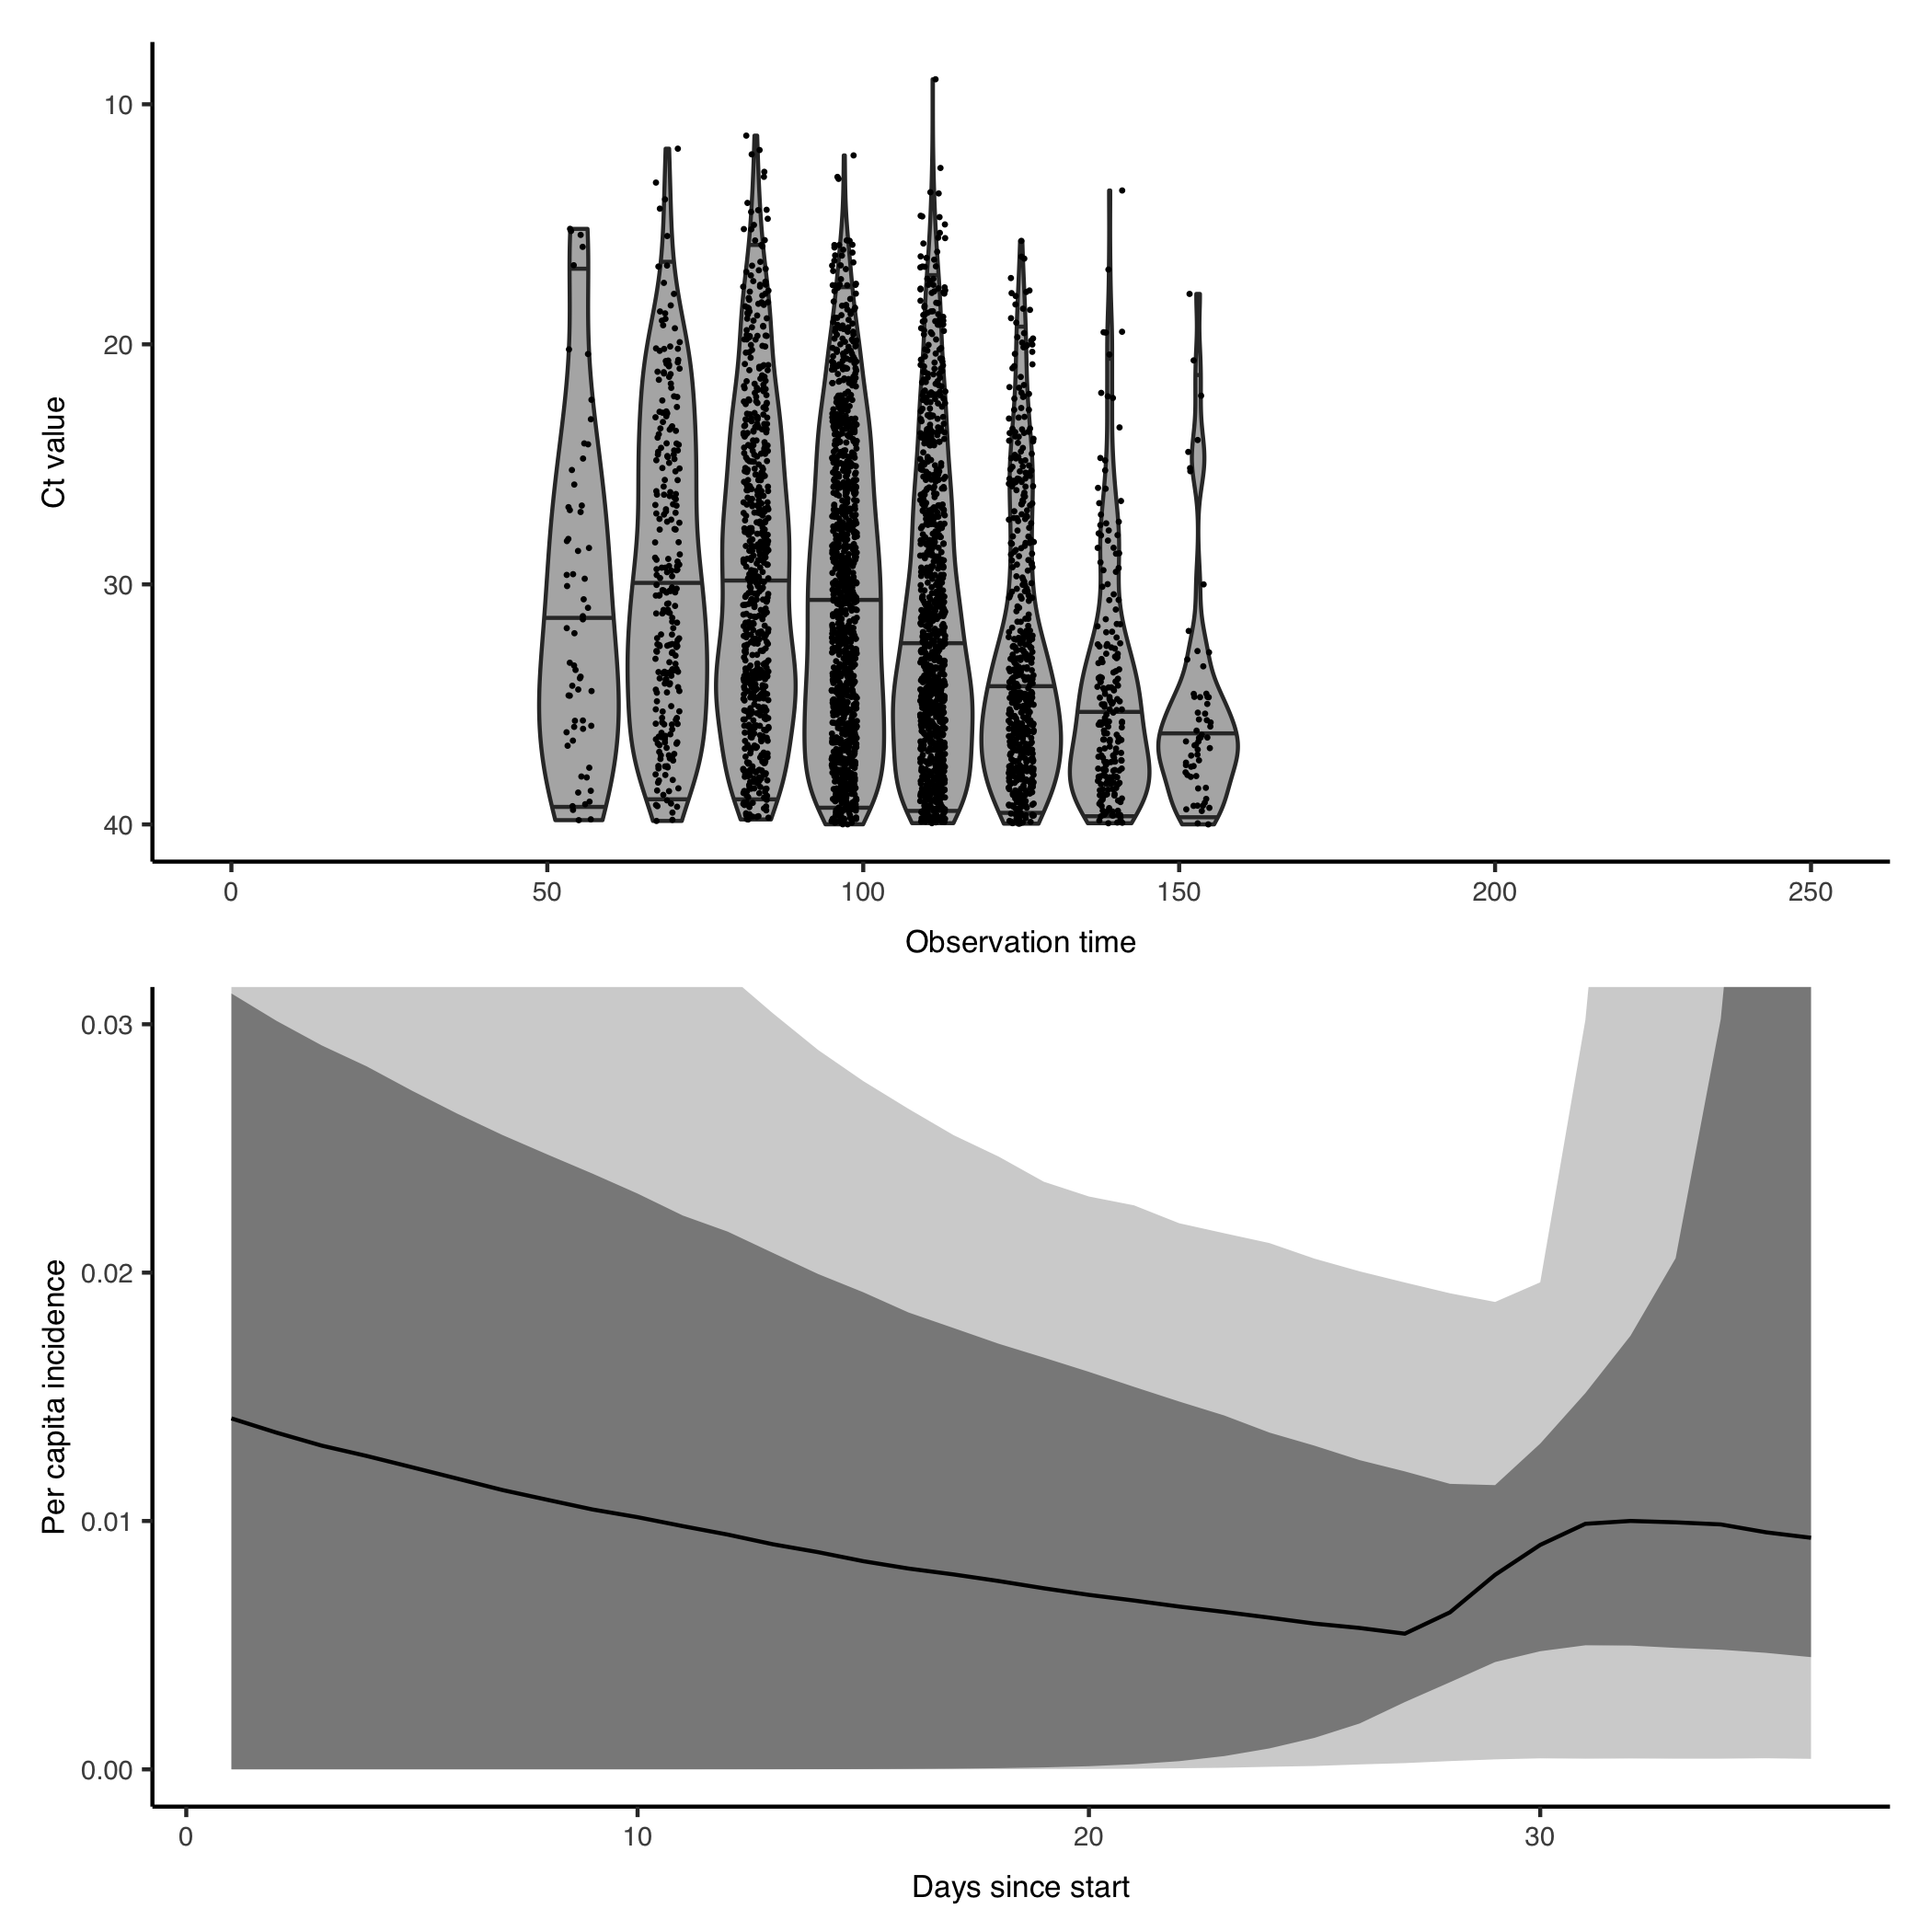 10
20
30
40
Ct value
0 50 100 150 200 250
Observation time
0.03
0.02
0.01
0.00
Per capita incidence
0 10 20 30
Days since start